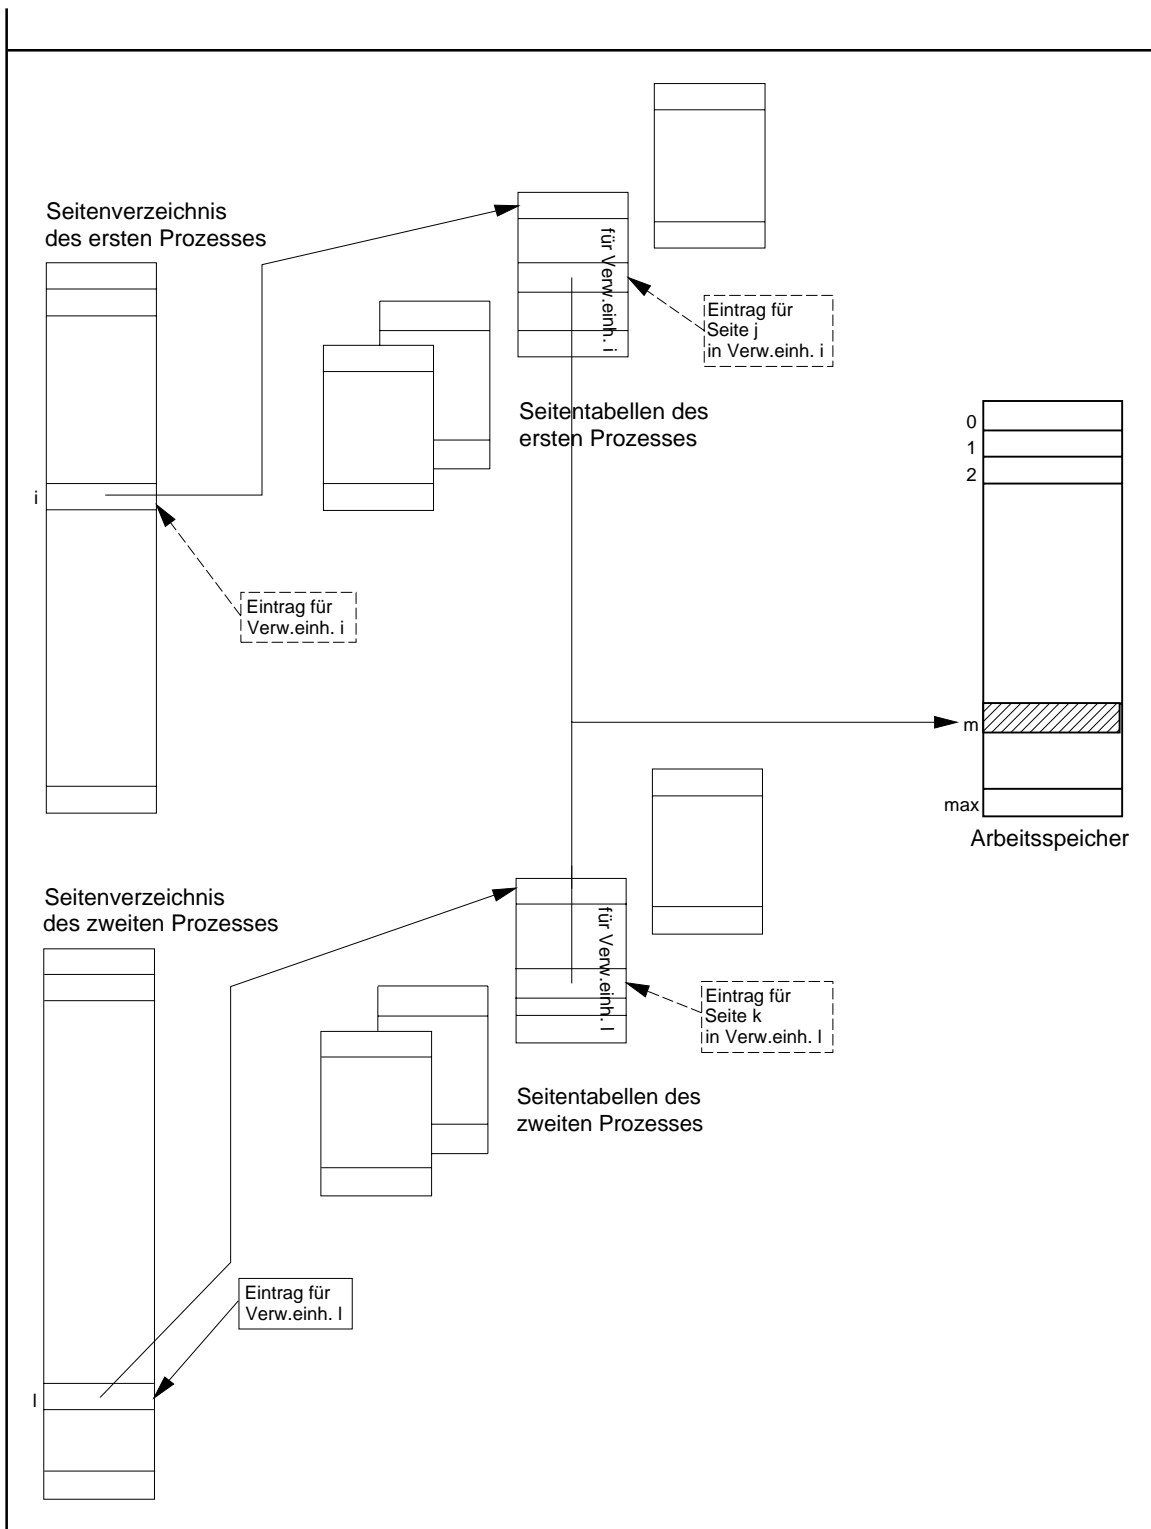 Seitenverzeichnis
des ersten Prozesses
für Verw.einh. i
Eintrag für
Seite j
in Verw.einh. i
Seitentabellen des
ersten Prozesses
0
1
2
i
Eintrag für
Verw.einh. i
m
max
Arbeitsspeicher
Seitenverzeichnis
des zweiten Prozesses
für Verw.einh. l
Eintrag für
Seite k
in Verw.einh. l
Seitentabellen des
zweiten Prozesses
Eintrag für
Verw.einh. l
l